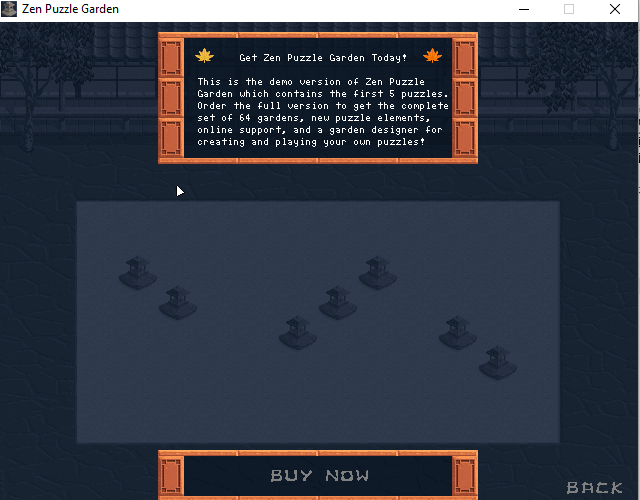 Zen Puzzle Garden
Get Zen Puzzle Garden Today!
This is the demo version of Zen Puzzle
Garden which contains the first 5 puzzles.
Order the full version to get the complete
set of 64 gardens, new puzzle elements,
online support, and a garden designer for
creating and playing your own puzzles!
BUY NOW
BACK